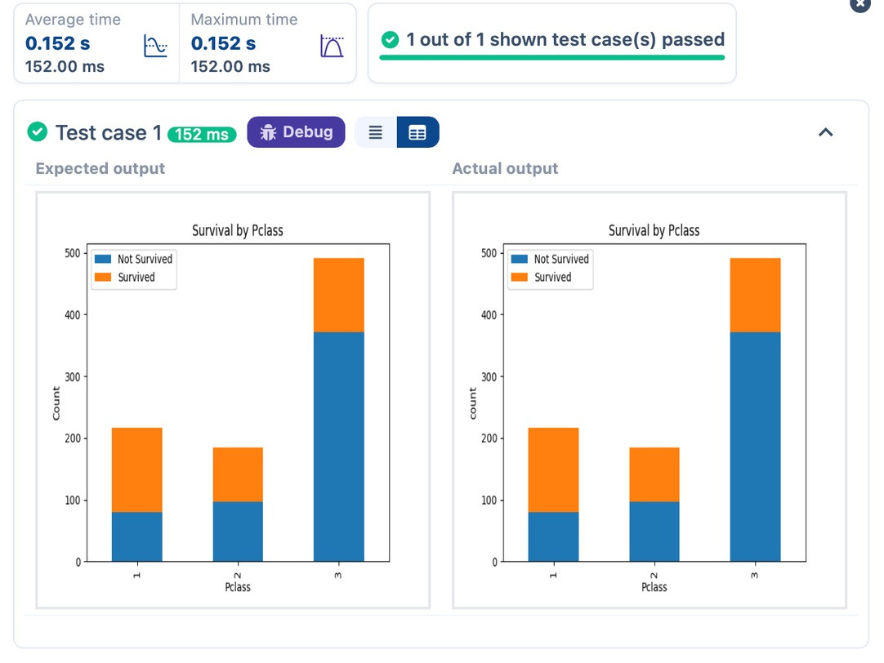 Average time
0.152 s
152.00 ms
Maximum time
0.152 s
152.00 ms
1 out of 1 shown test case(s) passed
Test case 1 152 ms Debug
Expected output
Survival by Pclass
Not Survived
Survived
500
400
300
200
100
0
Count
1 2 3
Pclass
Actual output
Survival by Pclass
Not Survived
Survived
500
400
300
200
100
0
count
1 2 3
Pclass